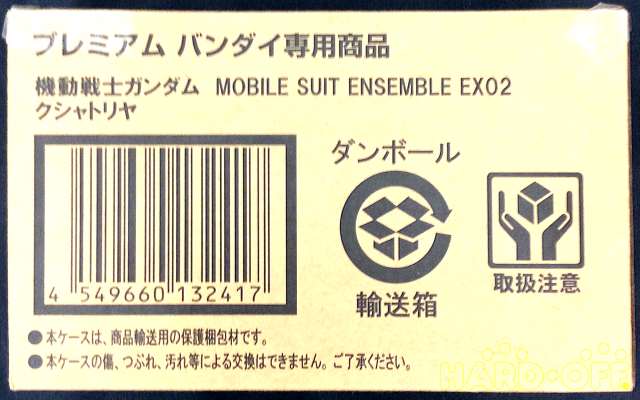 プレミアム バンダイ専用商品
機動戦士ガンダム MOBILE SUIT ENSEMBLE EX02
クシャトリヤ
ダンボール
輸送箱
取扱注意
4 549660 132417
●本ケースは、商品輸送用の保護梱包材です。
●本ケースの傷、つぶれ、汚れ等による交換はできません。ご了承ください。
HARD-OFF